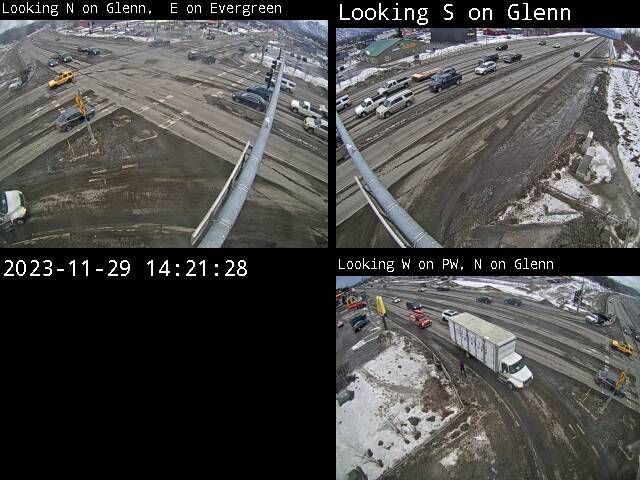 Looking N on Glenn,  E on Evergreen
Looking S on Glenn
2023-11-29 14:21:28
Looking W on PW, N on Glenn